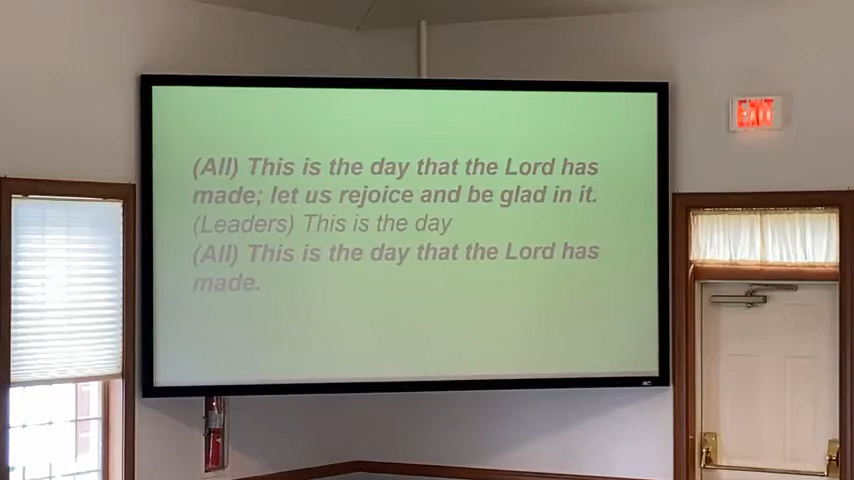 (All) This is the day that the Lord has
made; let us rejoice and be glad in it.
(Leaders) This is the day
(All) This is the day that the Lord has
made.
EXIT